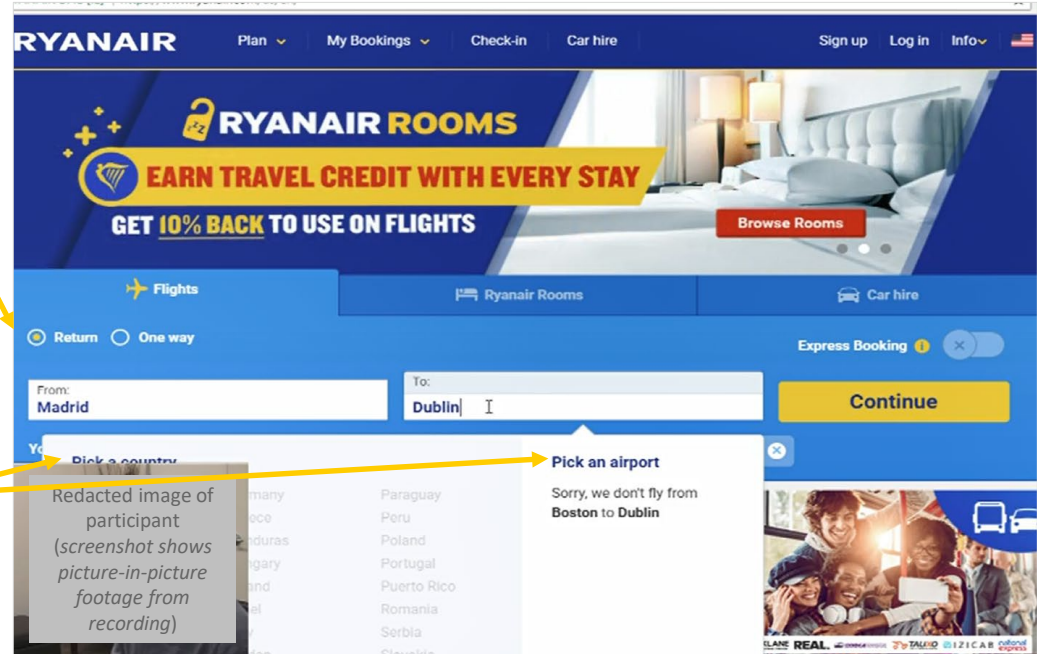 RYANAIR Plan My Bookings Check-in Car hire Sign up Log in Info
RYANAIR ROOMS
EARN TRAVEL CREDIT WITH EVERY STAY
GET 10% BACK TO USE ON FLIGHTS
Browse Rooms
Flights Ryanair Rooms Car hire
Return One way
Express Booking
From:
Madrid
To:
Dublin
Continue
Pick a country
Paraguay
Peru
Poland
Portugal
Puerto Rico
Romania
Serbia
Pick an airport
Sorry, we don't fly from
Boston to Dublin
Redacted image of
participant
(screenshot shows
picture-in-picture
footage from
recording)
REAL.